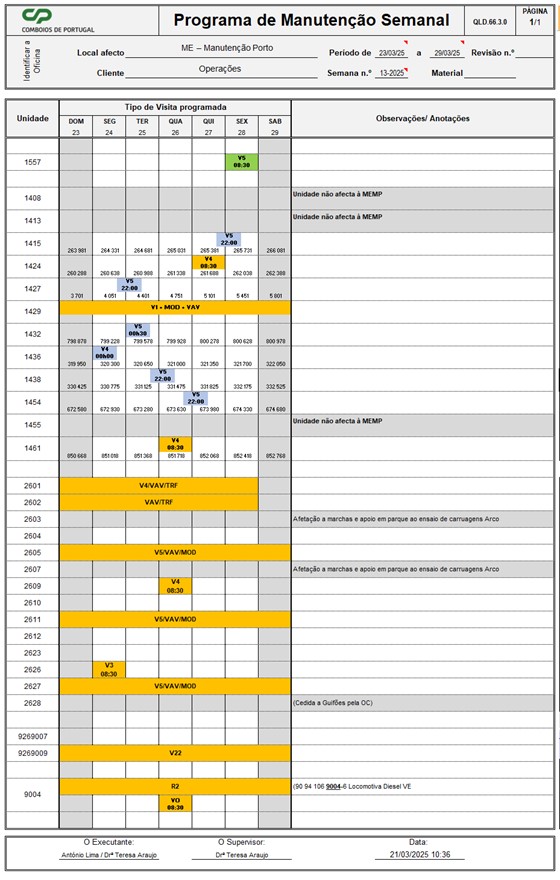 CP
COMBOIOS DE PORTUGAL
Programa de Manutenção Semanal
QLD.66.3.0
PÁGINA
1/1
Identificar a
Oficina
Local afecto ME – Manutenção Porto Periodo de 23/03/25 a 29/03/25 Revisão n.º
Cliente Operações Semana n.º 13-2025 Material
Unidade Tipo de Visita programada Observações/ Anotações
DOM SEG TER QUA QUI SEX SAB
23 24 25 26 27 28 29
1557 V5
08:30
1408 Unidade não afecta à MEMP
1413 Unidade não afecta à MEMP
1415 V5
22:00
263 981 264 331 264 681 265 031 265 381 265 731 266 081
1424 V4
08:30
260 288 260 638 260 988 261 338 261 688 262 038 262 388
1427 V5
22:00
3 701 4 051 4 401 4 751 5 101 5 451 5 801
1429 V1 + MOD + VAV
1432 V5
00h30
798 878 799 228 799 578 799 928 800 278 800 628 800 978
1436 V4
00h00
319 950 320 300 320 650 321 000 321 350 321 700 322 050
1438 V5
22:00
330 425 330 775 331 125 331 475 331 825 332 175 332 525
1454 V5
22:00
672 580 672 930 673 280 673 630 673 980 674 330 674 680
1455 Unidade não afecta à MEMP
1461 V4
08:30
850 668 851 018 851 368 851 718 852 068 852 418 852 768
2601 V4/VAV/TRF
2602 VAV/TRF
2603 Afetação a marchas e apoio em parque ao ensaio de carruagens Arco
2604
2605 V5/VAV/MOD
2607 Afetação a marchas e apoio em parque ao ensaio de carruagens Arco
2609 V4
08:30
2610
2611 V5/VAV/MOD
2612
2623
2626 V3
08:30
2627 V5/VAV/MOD
2628 (Cedida a Guifões pela OC)
9269007
9269009 V22
9004 R2 (90 94 106 9004-6 Locomotiva Diesel VE
VO
08:30
O Executante: O Supervisor: Data:
António Lima / Drª Teresa Araujo Drª Teresa Araujo 21/03/2025 10:36